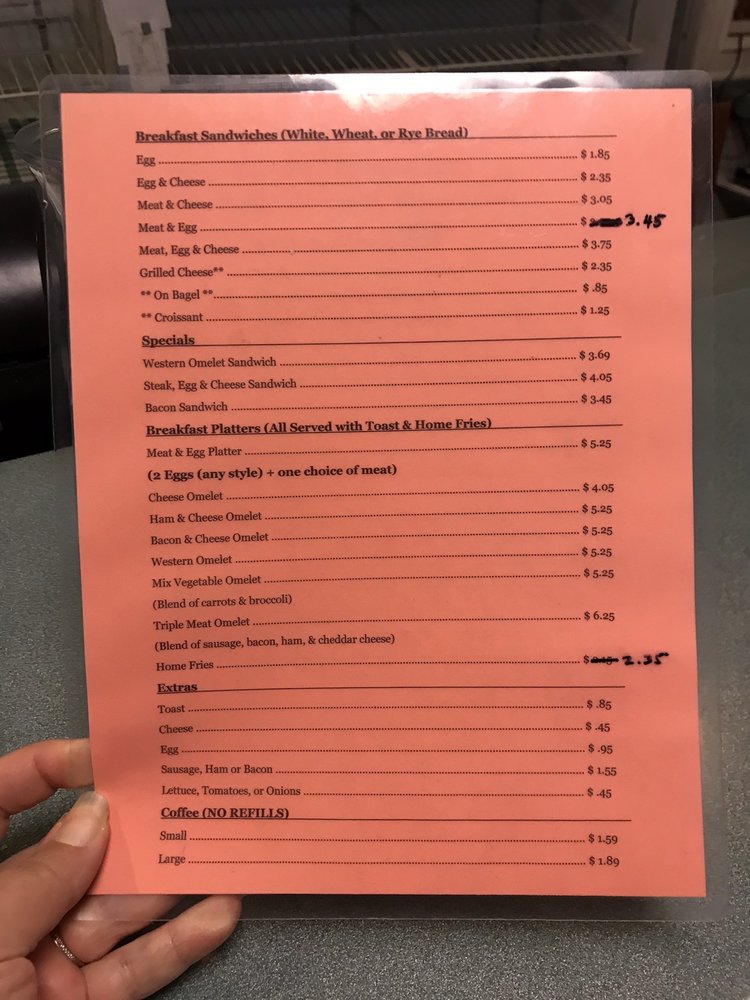 Breakfast Sandwiches (White, Wheat, or Rye Bread)
Egg ........ $ 1.85
Egg & Cheese ........ $ 2.35
Meat & Cheese ........ $ 3.05
Meat & Egg ........ $ 3.45
Meat, Egg & Cheese ........ $ 3.75
Grilled Cheese** ........ $ 2.35
** On Bagel ** ........ $ .85
** Croissant ........ $ 1.25
Specials
Western Omelet Sandwich ........ $ 3.69
Steak, Egg & Cheese Sandwich ........ $ 4.05
Bacon Sandwich ........ $ 3.45
Breakfast Platters (All Served with Toast & Home Fries)
Meat & Egg Platter ........ $ 5.25
(2 Eggs (any style) + one choice of meat)
Cheese Omelet ........ $ 4.05
Ham & Cheese Omelet ........ $ 5.25
Bacon & Cheese Omelet ........ $ 5.25
Western Omelet ........ $ 5.25
Mix Vegetable Omelet ........ $ 5.25
(Blend of carrots & broccoli)
Triple Meat Omelet ........ $ 6.25
(Blend of sausage, bacon, ham, & cheddar cheese)
Home Fries ........ $ 2.35
Extras
Toast ........ $ .85
Cheese ........ $ .45
Egg ........ $ .95
Sausage, Ham or Bacon ........ $ 1.55
Lettuce, Tomatoes, or Onions ........ $ .45
Coffee (NO REFILLS)
Small ........ $ 1.59
Large ........ $ 1.89